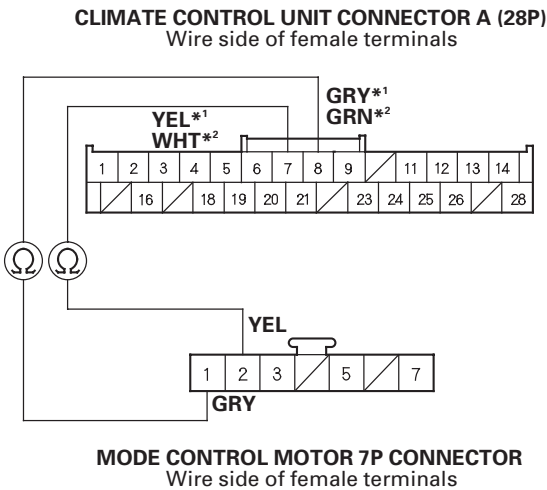 CLIMATE CONTROL UNIT CONNECTOR A (28P)
Wire side of female terminals
GRY*¹
GRN*²
YEL*¹
WHT*²
1 2 3 4 5 6 7 8 9 11 12 13 14
16 18 19 20 21 23 24 25 26 28
Ω Ω
YEL
1 2 3 5 7
GRY
MODE CONTROL MOTOR 7P CONNECTOR
Wire side of female terminals